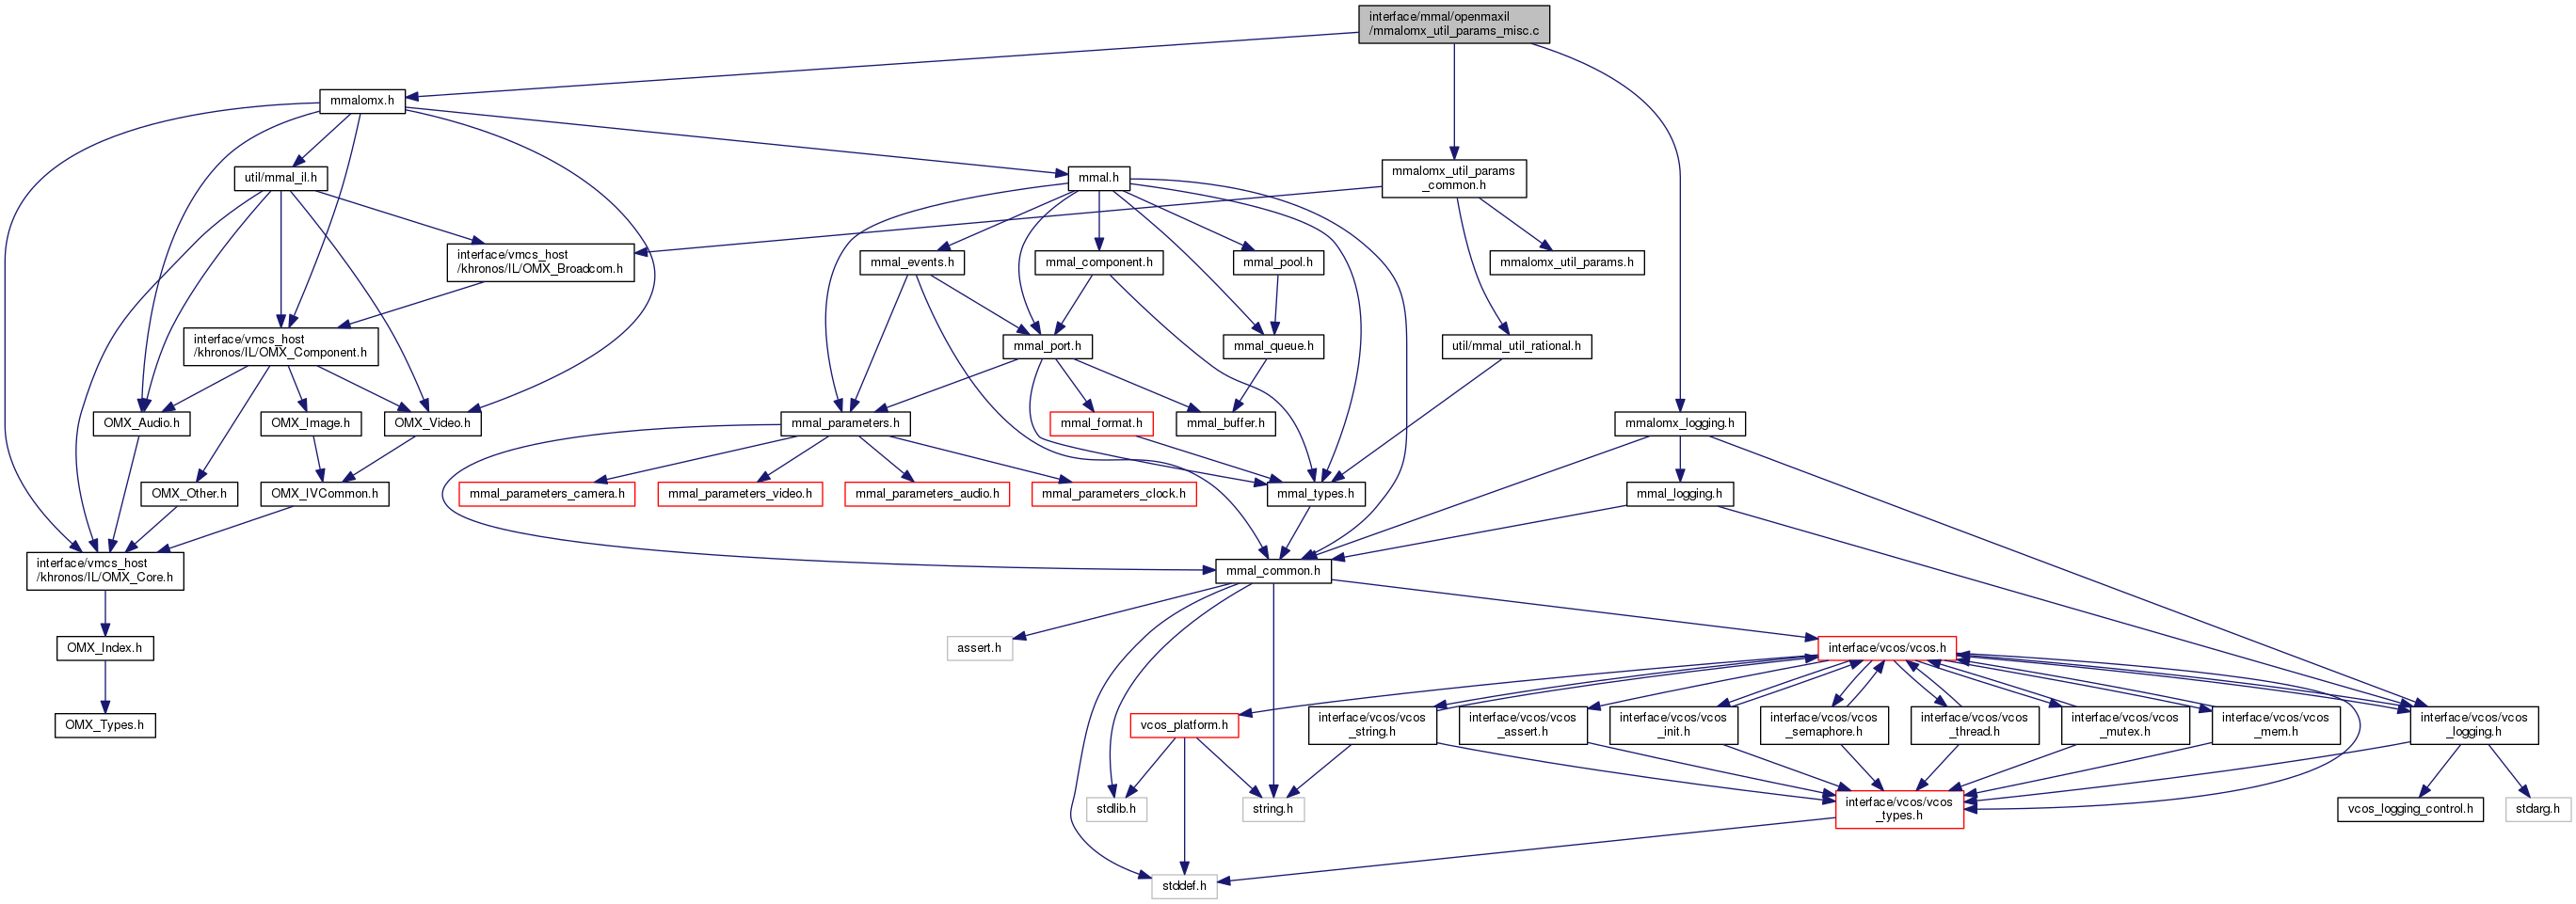 interface/mmal/openmaxil
/mmalomx_util_params_misc.c
mmalomx.h
util/mmal_il.h
mmal.h
mmalomx_util_params
_common.h
interface/vmcs_host
/khronos/IL/OMX_Broadcom.h
mmal_events.h
mmal_component.h
mmal_pool.h
mmalomx_util_params.h
interface/vmcs_host
/khronos/IL/OMX_Component.h
mmal_port.h
mmal_queue.h
util/mmal_util_rational.h
OMX_Audio.h
OMX_Image.h
OMX_Video.h
mmal_parameters.h
mmal_format.h
mmal_buffer.h
mmalomx_logging.h
OMX_Other.h
OMX_IVCommon.h
mmal_parameters_camera.h
mmal_parameters_video.h
mmal_parameters_audio.h
mmal_parameters_clock.h
mmal_types.h
mmal_logging.h
interface/vmcs_host
/khronos/IL/OMX_Core.h
mmal_common.h
OMX_Index.h
assert.h
interface/vcos/vcos.h
OMX_Types.h
vcos_platform.h
interface/vcos/vcos
_string.h
interface/vcos/vcos
_assert.h
interface/vcos/vcos
_init.h
interface/vcos/vcos
_semaphore.h
interface/vcos/vcos
_thread.h
interface/vcos/vcos
_mutex.h
interface/vcos/vcos
_mem.h
interface/vcos/vcos
_logging.h
stdlib.h
string.h
interface/vcos/vcos
_types.h
vcos_logging_control.h
stdarg.h
stddef.h